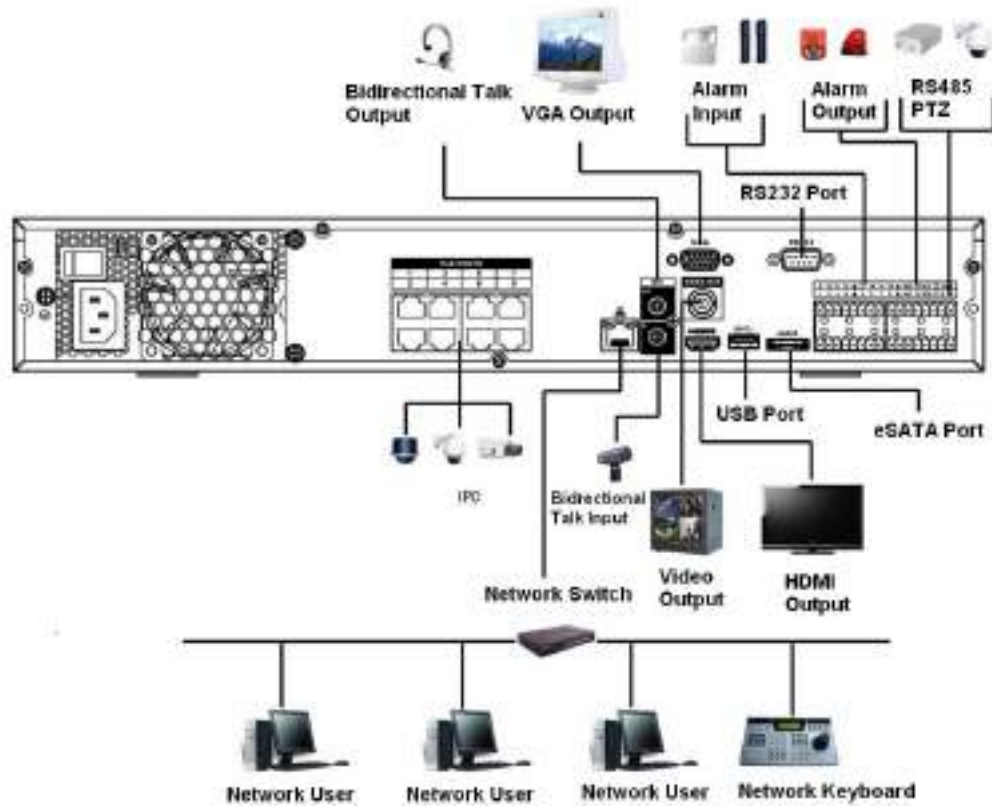 Bidirectional Talk
Output
VGA Output
Alarm
Input
Alarm
Output
RS485
PTZ
RS232 Port
USB Port
eSATA Port
IPC
Bidirectional
Talk Input
Video
Output
HDMI
Output
Network Switch
Network User
Network User
Network User
Network Keyboard